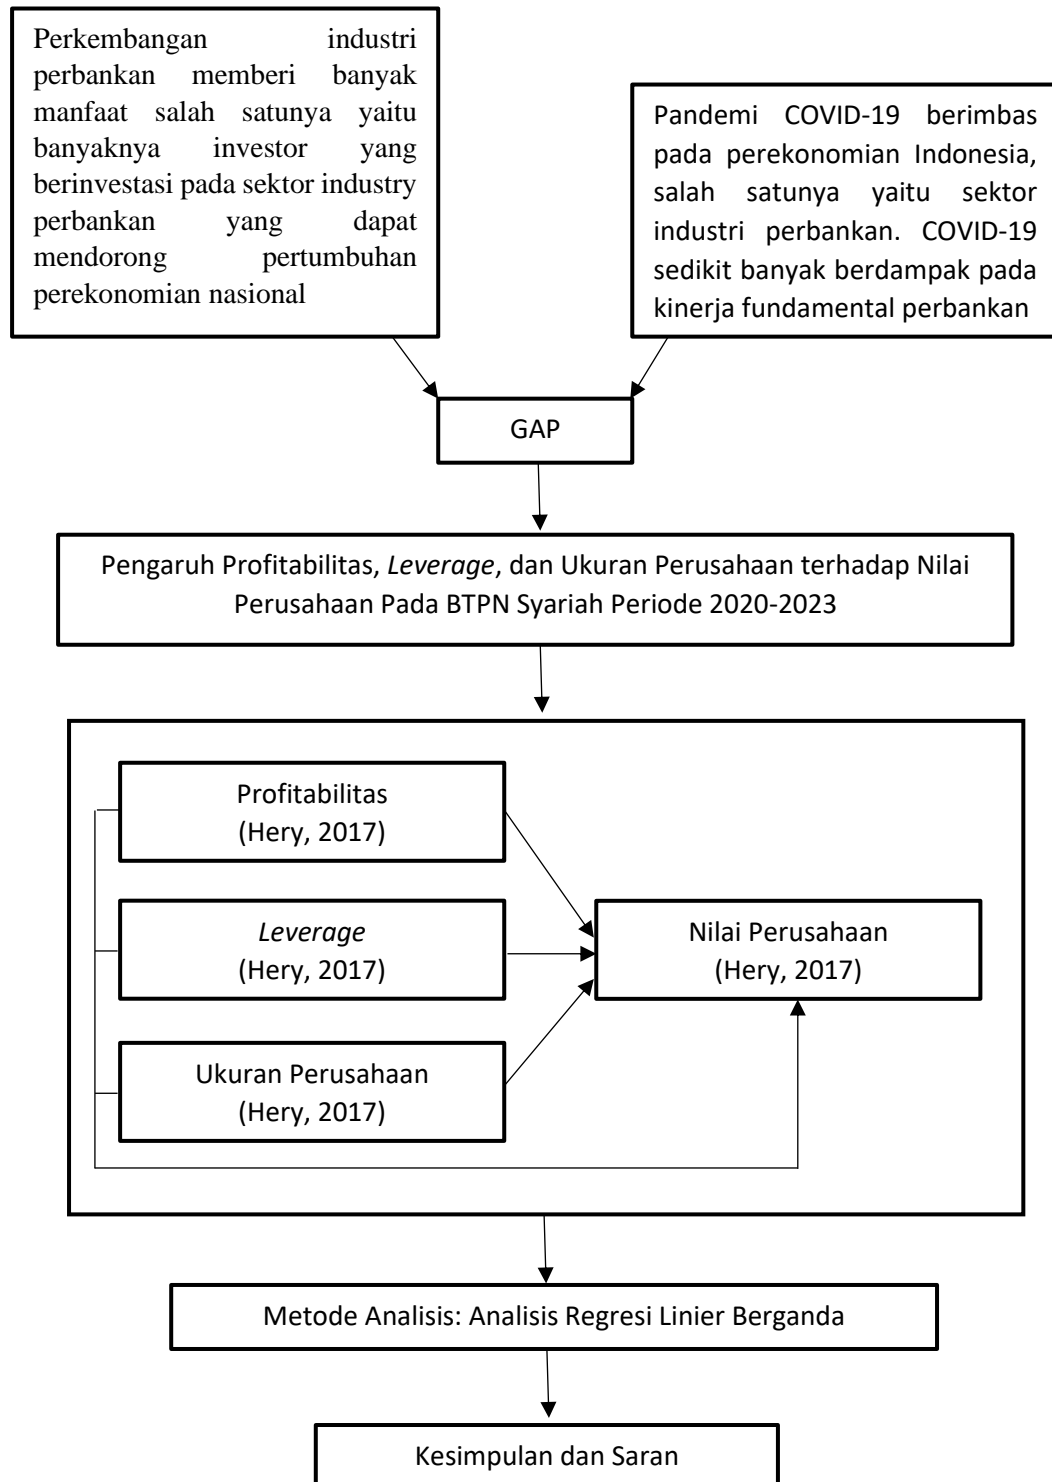 Perkembangan industri
perbankan memberi banyak
manfaat salah satunya yaitu
banyaknya investor yang
berinvestasi pada sektor industry
perbankan yang dapat
mendorong pertumbuhan
perekonomian nasional
Pandemi COVID-19 berimbas
pada perekonomian Indonesia,
salah satunya yaitu sektor
industri perbankan. COVID-19
sedikit banyak berdampak pada
kinerja fundamental perbankan
GAP
Pengaruh Profitabilitas, Leverage, dan Ukuran Perusahaan terhadap Nilai
Perusahaan Pada BTPN Syariah Periode 2020-2023
Profitabilitas
(Hery, 2017)
Leverage
(Hery, 2017)
Nilai Perusahaan
(Hery, 2017)
Ukuran Perusahaan
(Hery, 2017)
Metode Analisis: Analisis Regresi Linier Berganda
Kesimpulan dan Saran